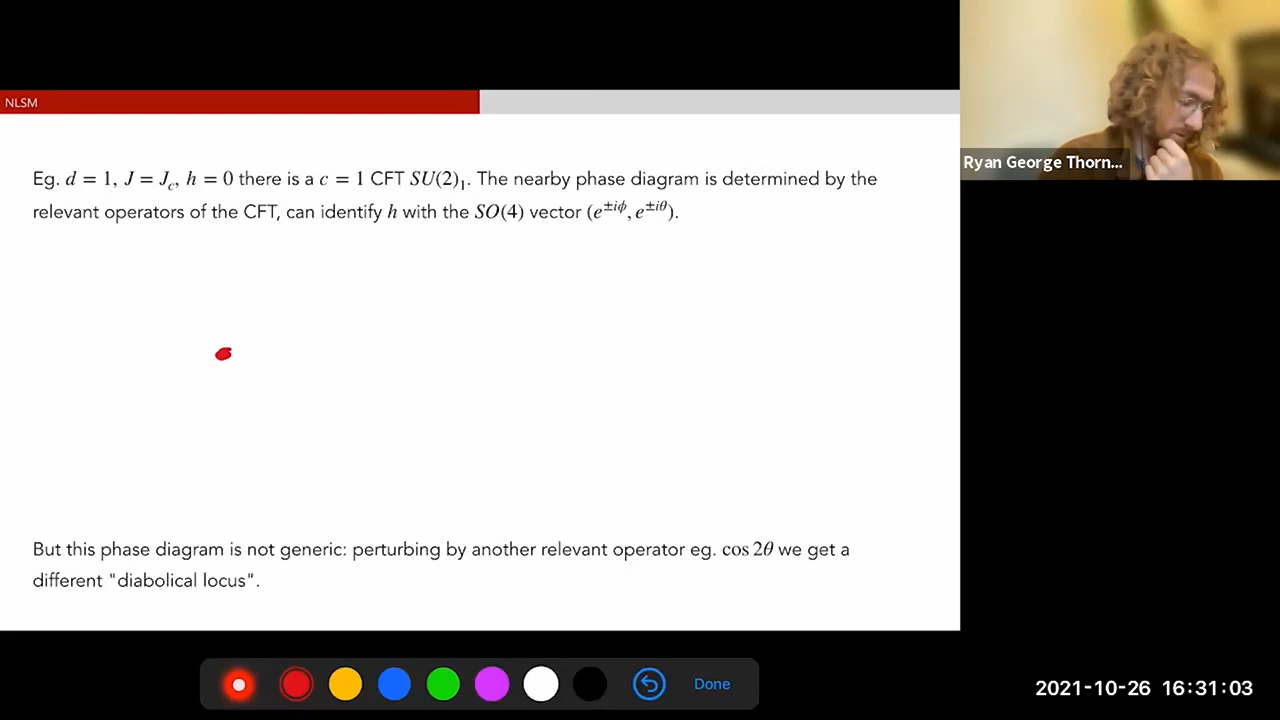 NLSM
Eg. d = 1, J = J_c, h = 0 there is a c = 1 CFT SU(2)_1. The nearby phase diagram is determined by the
relevant operators of the CFT, can identify h with the SO(4) vector (e^{±iϕ}, e^{±iθ}).
Ryan George Thorn...
But this phase diagram is not generic: perturbing by another relevant operator eg. cos 2θ we get a
different "diabolical locus".
Done
2021-10-26 16:31:03